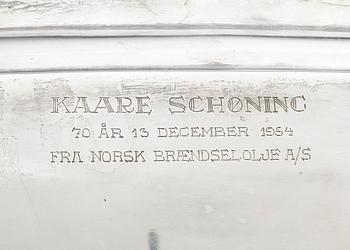 KAARE SCHØNING
70 ÅR 13 DECEMBER 1954
FRA NORSK BRÆNDSELOLJE A/S